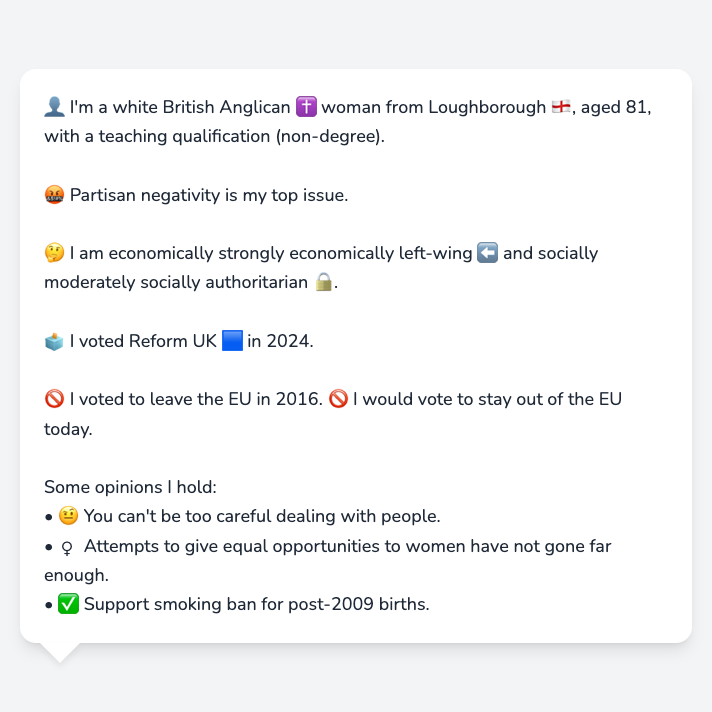 👤 I'm a white British Anglican ✝️ woman from Loughborough 🏴󠁧󠁢󠁥󠁮󠁧󠁿, aged 81,
with a teaching qualification (non-degree).
🤬 Partisan negativity is my top issue.
🤔 I am economically strongly economically left-wing ⬅️ and socially
moderately socially authoritarian 🔒.
🗳️ I voted Reform UK 🟦 in 2024.
🚫 I voted to leave the EU in 2016. 🚫 I would vote to stay out of the EU
today.
Some opinions I hold:
• 🤨 You can't be too careful dealing with people.
• ♀ Attempts to give equal opportunities to women have not gone far
enough.
• ✅ Support smoking ban for post-2009 births.